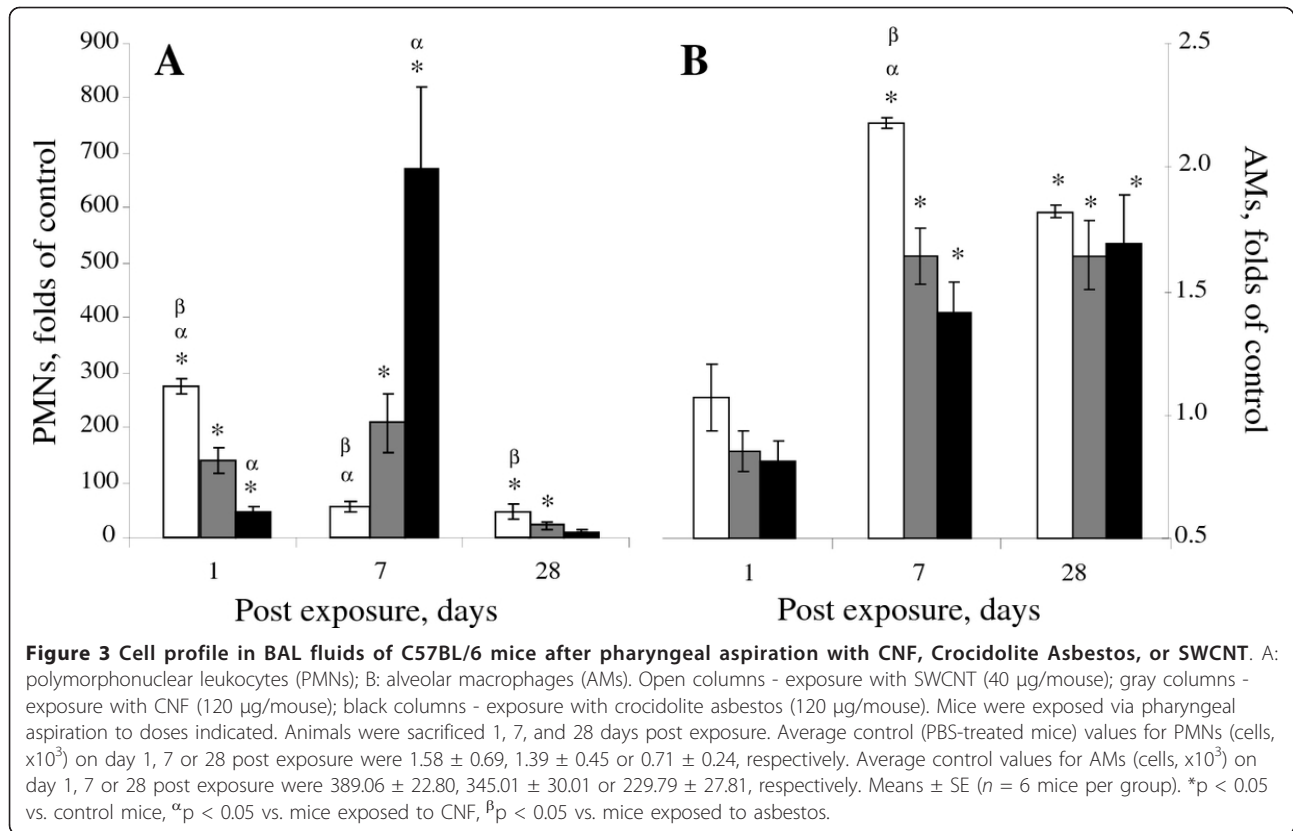 900
800
700
600
500
400
300
200
100
0
PMNs, folds of control
A
β
α
*
*
α
*
β
α
*
α
*
β
*
*
1
7
28
Post exposure, days
B
β
α
*
*
*
*
*
*
2.5
2.0
1.5
1.0
0.5
AMs, folds of control
1
7
28
Post exposure, days
Figure 3 Cell profile in BAL fluids of C57BL/6 mice after pharyngeal aspiration with CNF, Crocidolite Asbestos, or SWCNT. A:
polymorphonuclear leukocytes (PMNs); B: alveolar macrophages (AMs). Open columns - exposure with SWCNT (40 μg/mouse); gray columns -
exposure with CNF (120 μg/mouse); black columns - exposure with crocidolite asbestos (120 μg/mouse). Mice were exposed via pharyngeal
aspiration to doses indicated. Animals were sacrificed 1, 7, and 28 days post exposure. Average control (PBS-treated mice) values for PMNs (cells,
x10³) on day 1, 7 or 28 post exposure were 1.58 ± 0.69, 1.39 ± 0.45 or 0.71 ± 0.24, respectively. Average control values for AMs (cells, x10³) on
day 1, 7 or 28 post exposure were 389.06 ± 22.80, 345.01 ± 30.01 or 229.79 ± 27.81, respectively. Means ± SE (n = 6 mice per group). *p < 0.05
vs. control mice, ᵅp < 0.05 vs. mice exposed to CNF, ᵝp < 0.05 vs. mice exposed to asbestos.